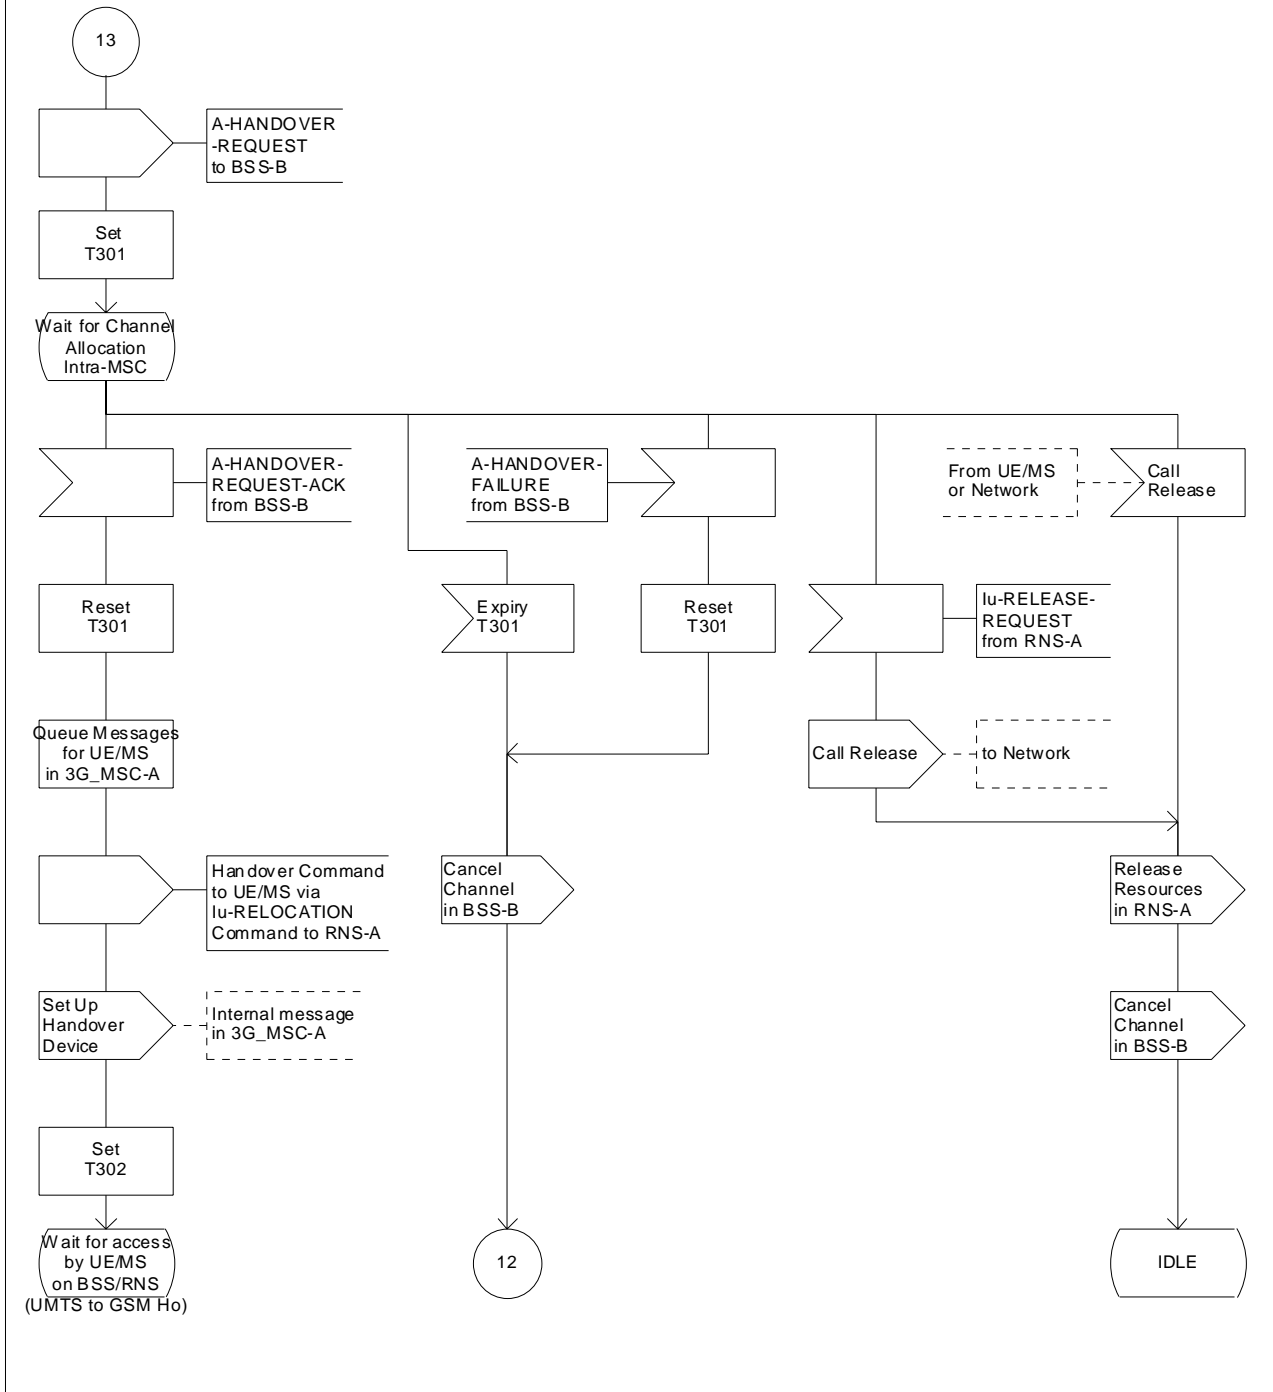 13
A-HANDOVER
-REQUEST
to BSS-B
Set
T301
Wait for Channel
Allocation
Intra-MSC
A-HANDOVER-
REQUEST-ACK
from BSS-B
A-HANDOVER-
FAILURE
from BSS-B
From UE/MS
or Network
Call
Release
Reset
T301
Expiry
T301
Reset
T301
Iu-RELEASE-
REQUEST
from RNS-A
Queue Messages
for UE/MS
in 3G_MSC-A
Call Release
to Network
Handover Command
to UE/MS via
Iu-RELOCATION
Command to RNS-A
Cancel
Channel
in BSS-B
Release
Resources
in RNS-A
Set Up
Handover
Device
Internal message
in 3G_MSC-A
Cancel
Channel
in BSS-B
Set
T302
Wait for access
by UE/MS
on BSS/RNS
(UMTS to GSM Ho)
12
IDLE